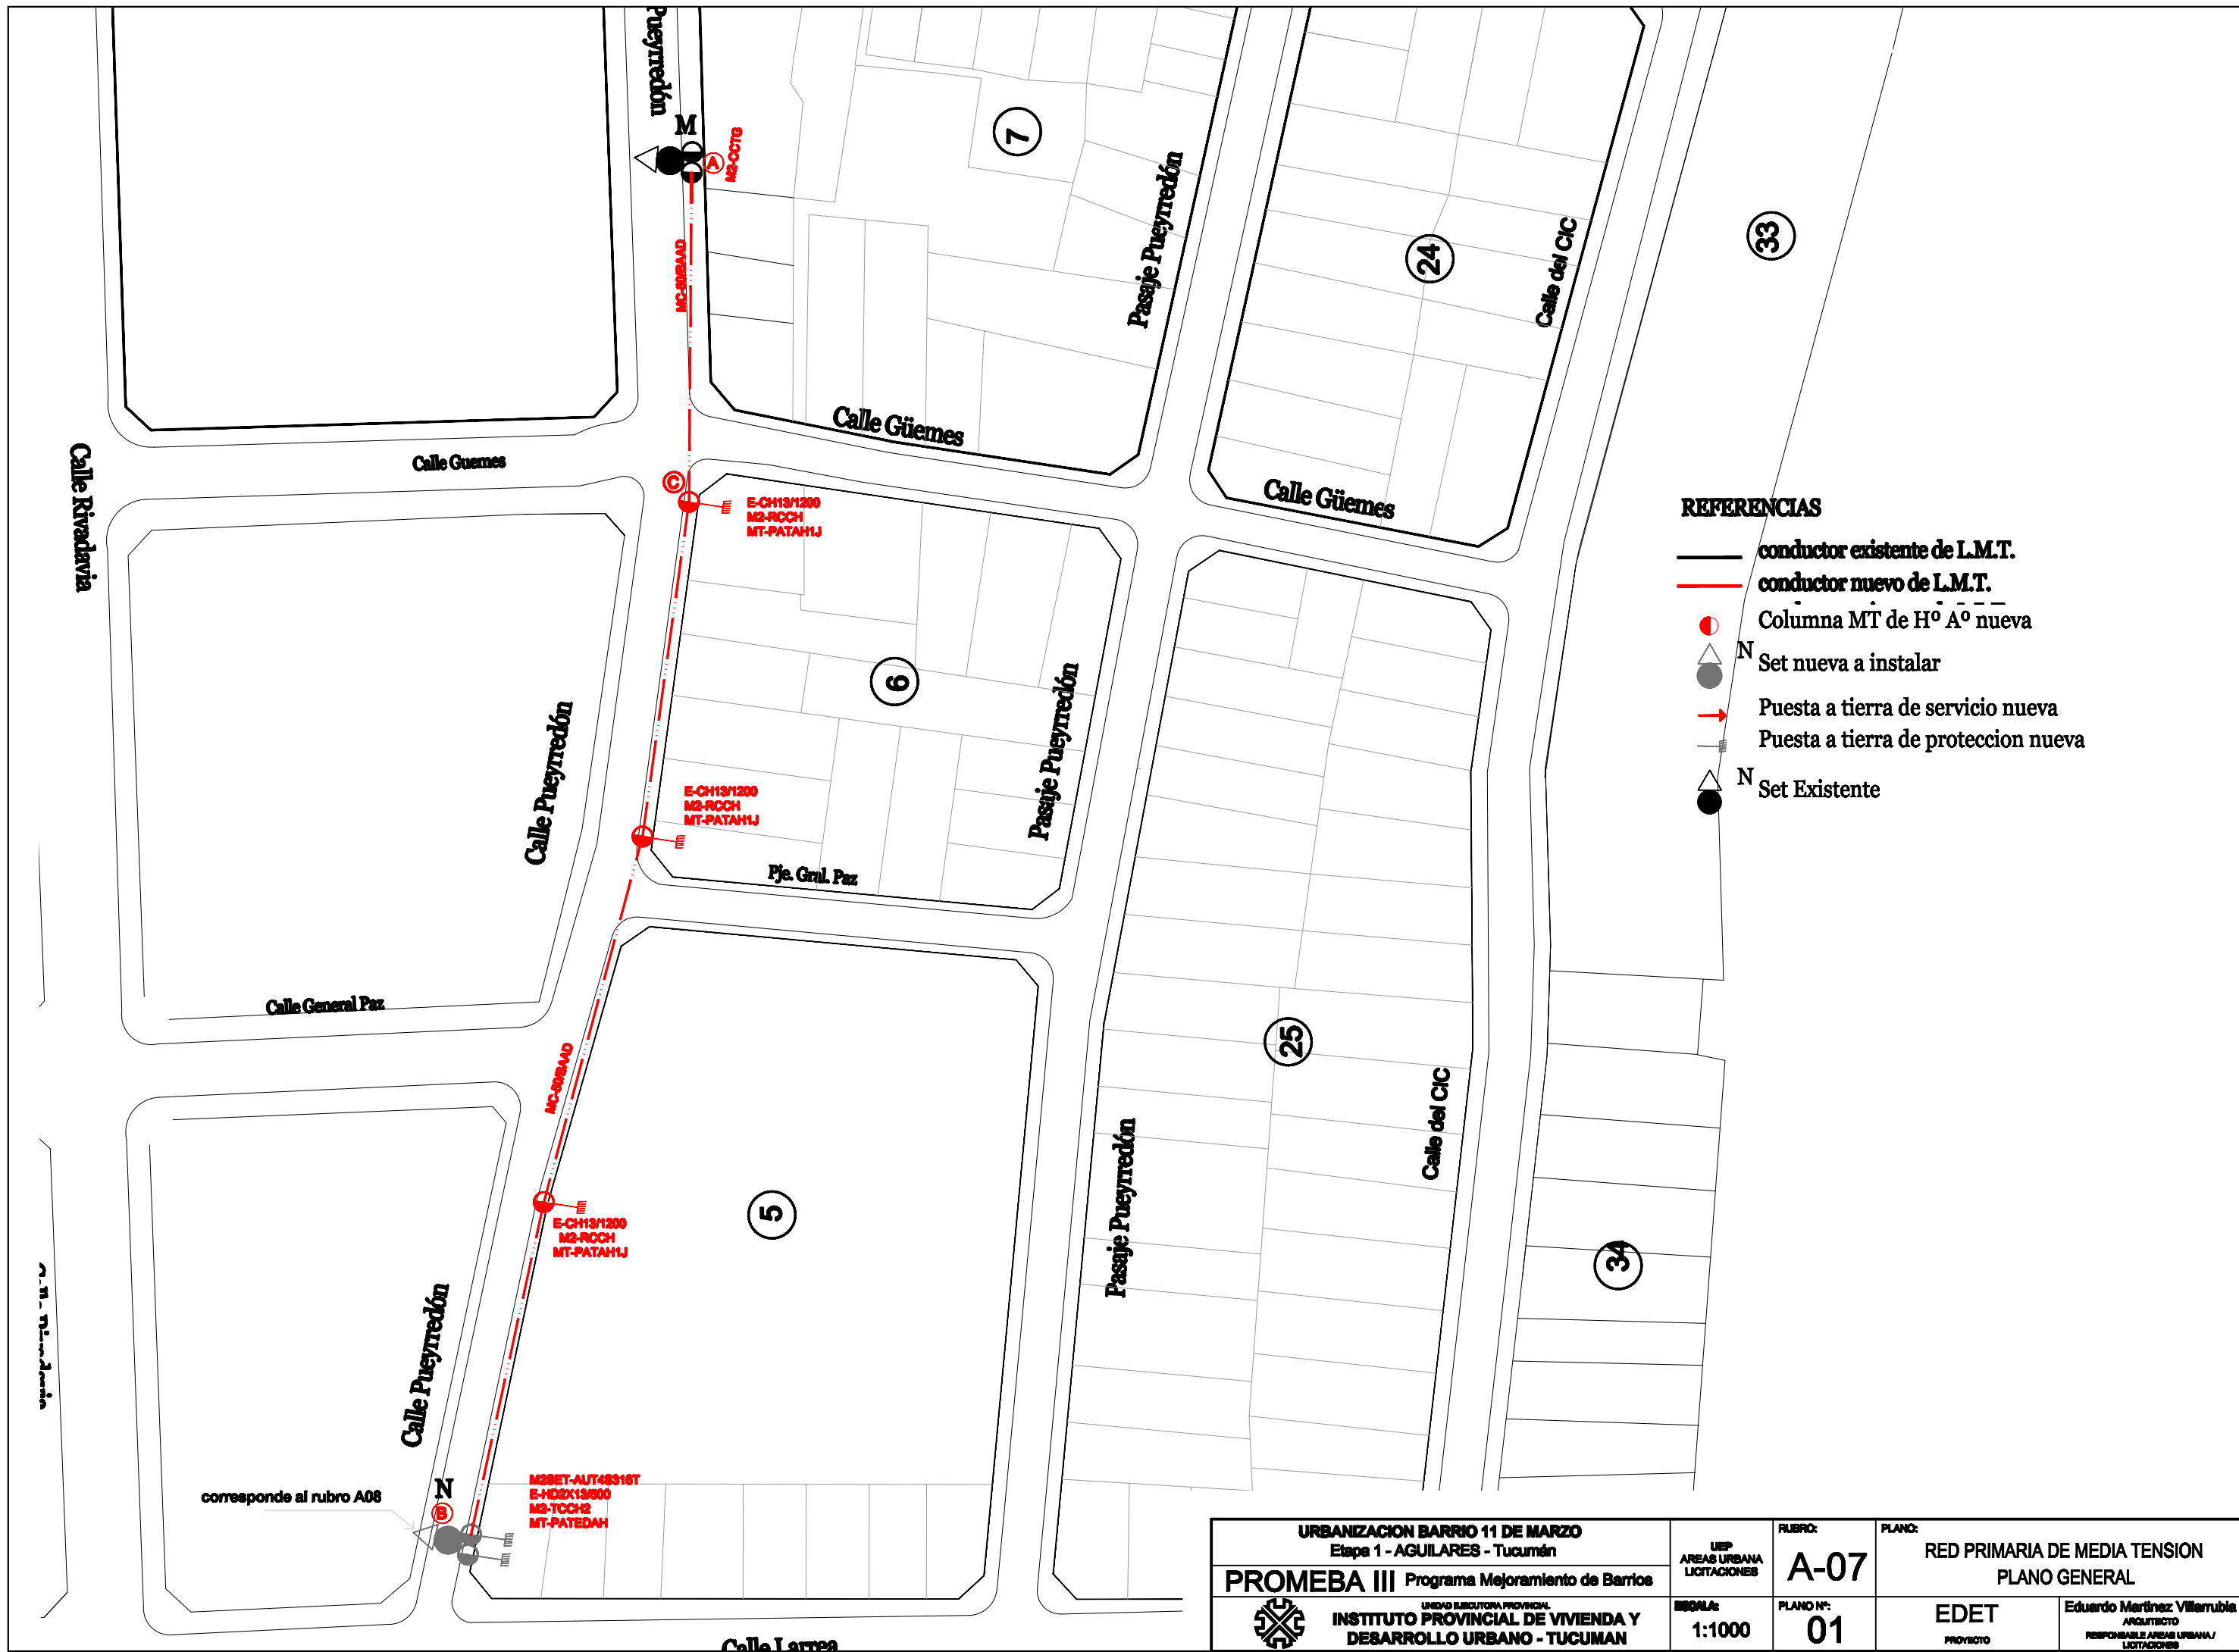 Pueyrredón
M
A
M2-CCTG
7
Pasaje Pueyrredón
24
Calle del CIC
33
MC-50/BAAD
Calle Güemes
Calle Rivadavia
Calle Guemes
C
E-CH13/1200
M2-RCCH
MT-PATAH1J
Calle Güemes
REFERENCIAS
conductor existente de L.M.T.
conductor nuevo de L.M.T.
Columna MT de Hº Aº nueva
N
Set nueva a instalar
Puesta a tierra de servicio nueva
Puesta a tierra de proteccion nueva
N
Set Existente
6
Calle Pueyrredón
Pasaje Pueyrredón
E-CH13/1200
M2-RCCH
MT-PATAH1J
Pje. Gral. Paz
Calle General Paz
MC-50/BAAD
25
Calle del CIC
Pasaje Pueyrredón
5
E-CH13/1200
M2-RCCH
MT-PATAH1J
34
Calle Pueyrredón
corresponde al rubro A08
N
B
M2SET-AUT4S316T
E-HD2X13/900
M2-TCCH2
MT-PATEDAH
Calle Larrea
URBANIZACION BARRIO 11 DE MARZO
Etapa 1 - AGUILARES - Tucumán
PROMEBA III Programa Mejoramiento de Barrios
UNIDAD EJECUTORA PROVINCIAL
INSTITUTO PROVINCIAL DE VIVIENDA Y
DESARROLLO URBANO - TUCUMAN
UEP
AREAS URBANA
LICITACIONES
ESCALA:
1:1000
RUBRO:
A-07
PLANO Nº:
01
PLANO:
RED PRIMARIA DE MEDIA TENSION
PLANO GENERAL
EDET
PROYECTO
Eduardo Martinez Villarrubia
ARQUITECTO
RESPONSABLE AREAS URBANA /
LICITACIONES